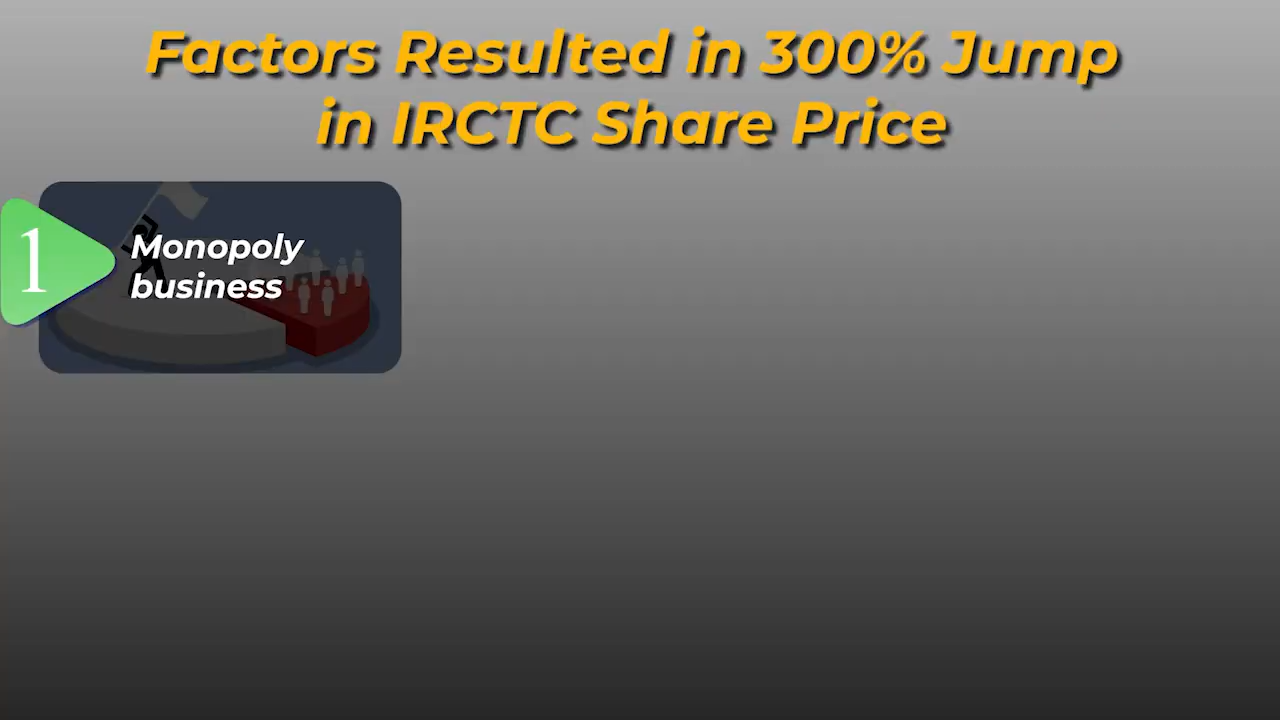 Factors Resulted in 300% Jump
in IRCTC Share Price
1
Monopoly
business